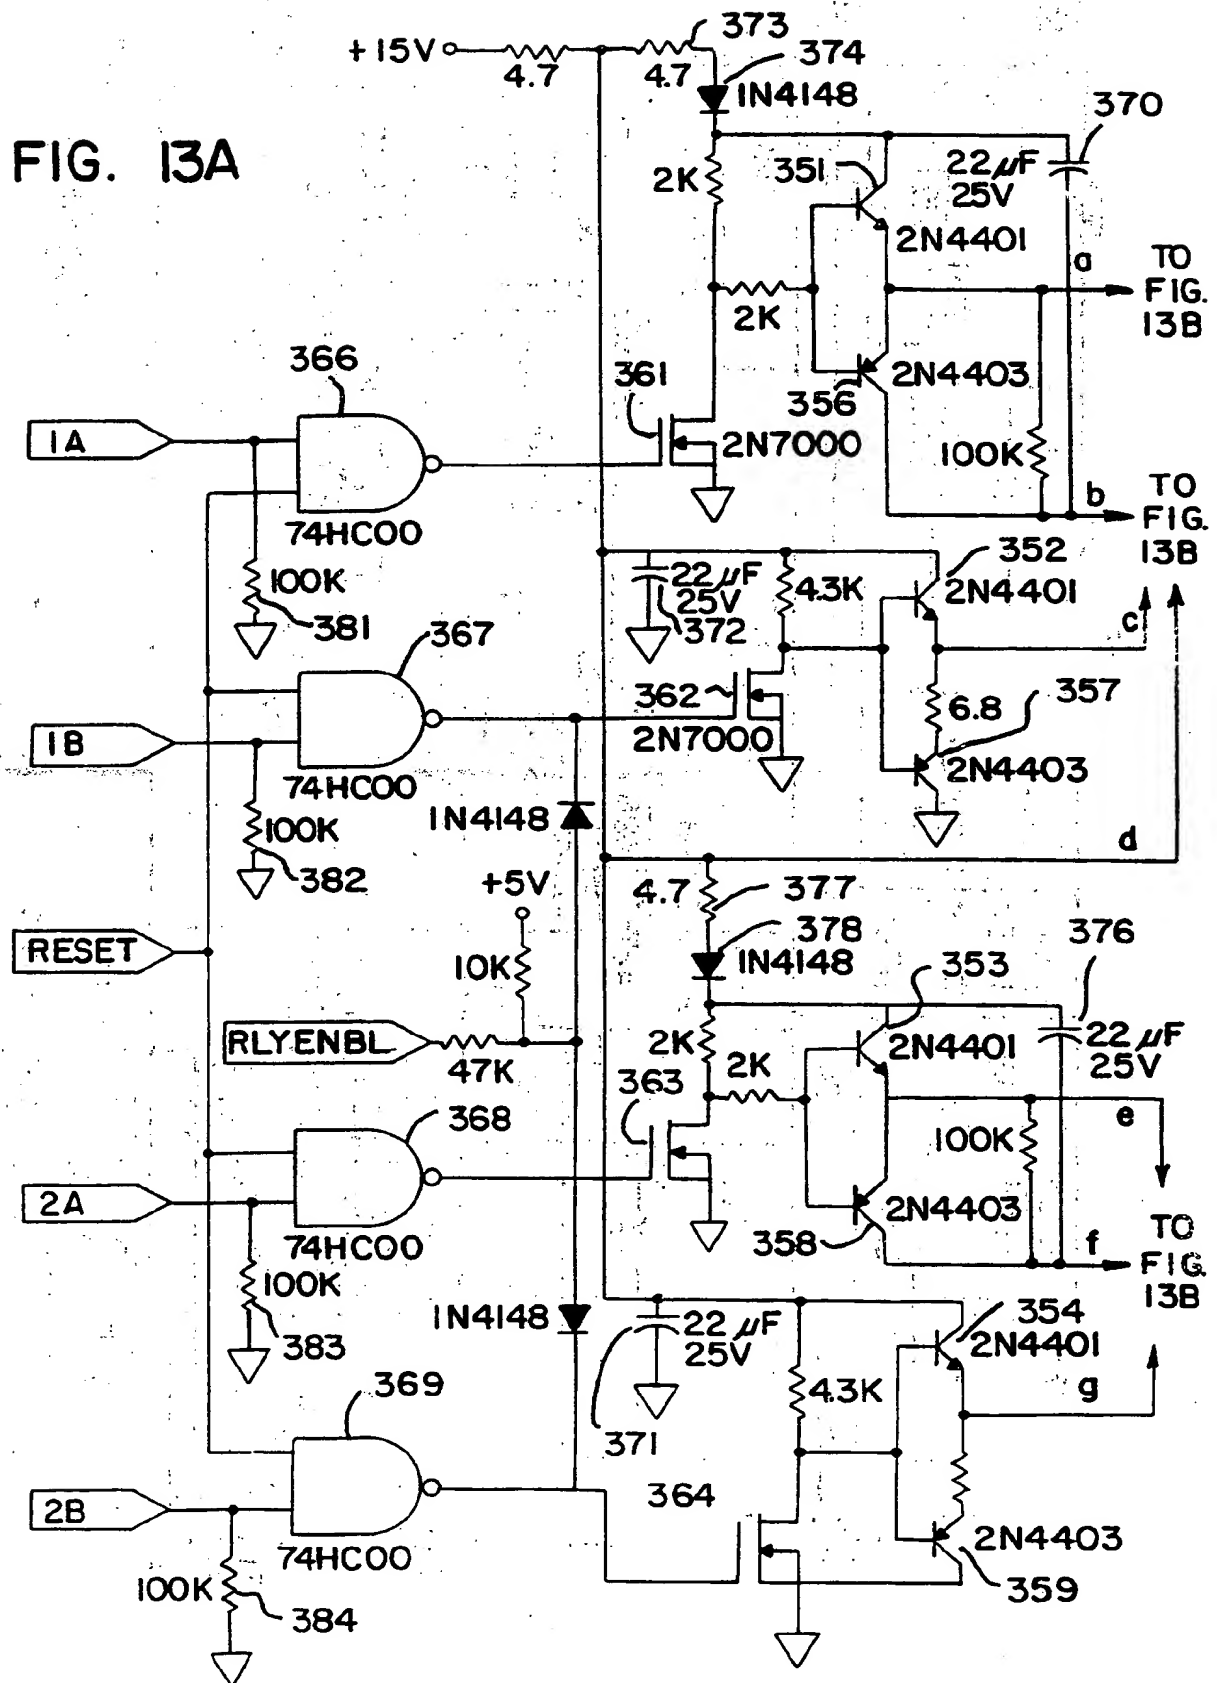 FIG. 13A
+15V
4.7
4.7
373
374
1N4148
370
2K
351
22µF
25V
2N4401
a
TO
FIG.
13B
2K
366
361
2N4403
356
1A
2N7000
100K
74HC00
b
TO
FIG.
13B
100K
381
22µF
25V
372
4.3K
352
2N4401
c
367
362
357
6.8
1B
2N7000
2N4403
74HC00
1N4148
100K
382
d
+5V
4.7
377
378
376
RESET
10K
1N4148
353
RLYENBL
47K
2K
2K
2N4401
22µF
25V
363
368
e
100K
2A
2N4403
358
74HC00
f
TO
FIG.
13B
100K
383
1N4148
22µF
25V
354
2N4401
369
4.3K
g
371
364
2B
2N4403
74HC00
359
100K
384